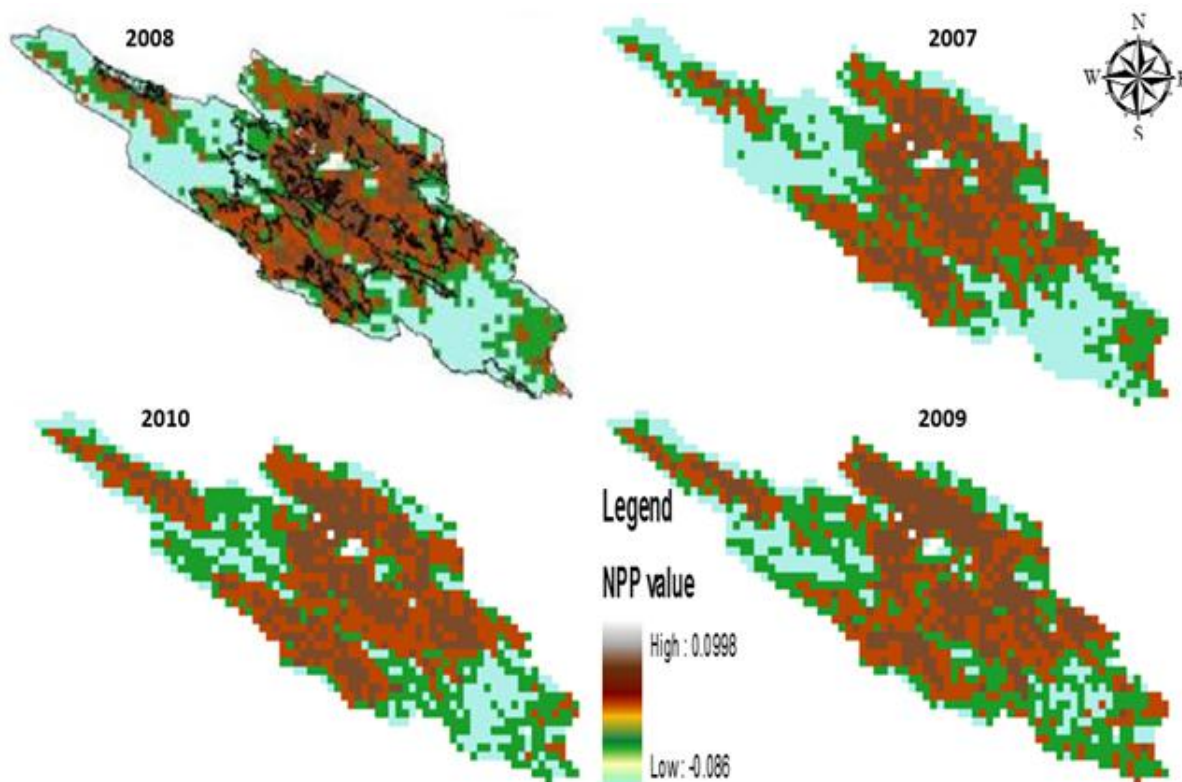 2008
2007
N
W
E
S
2010
2009
Legend
NPP value
High : 0.0998
Low : -0.086